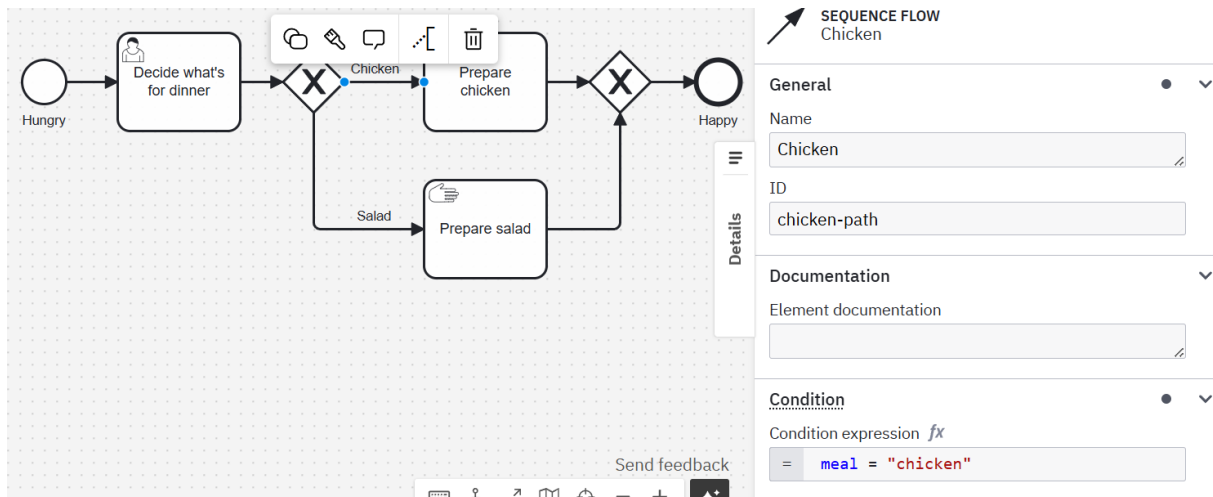 Hungry
Decide what's
for dinner
Chicken
Prepare
chicken
Happy
Salad
Prepare salad
Details
Send feedback
SEQUENCE FLOW
Chicken
General
Name
Chicken
ID
chicken-path
Documentation
Element documentation
Condition
Condition expression fx
= meal = "chicken"